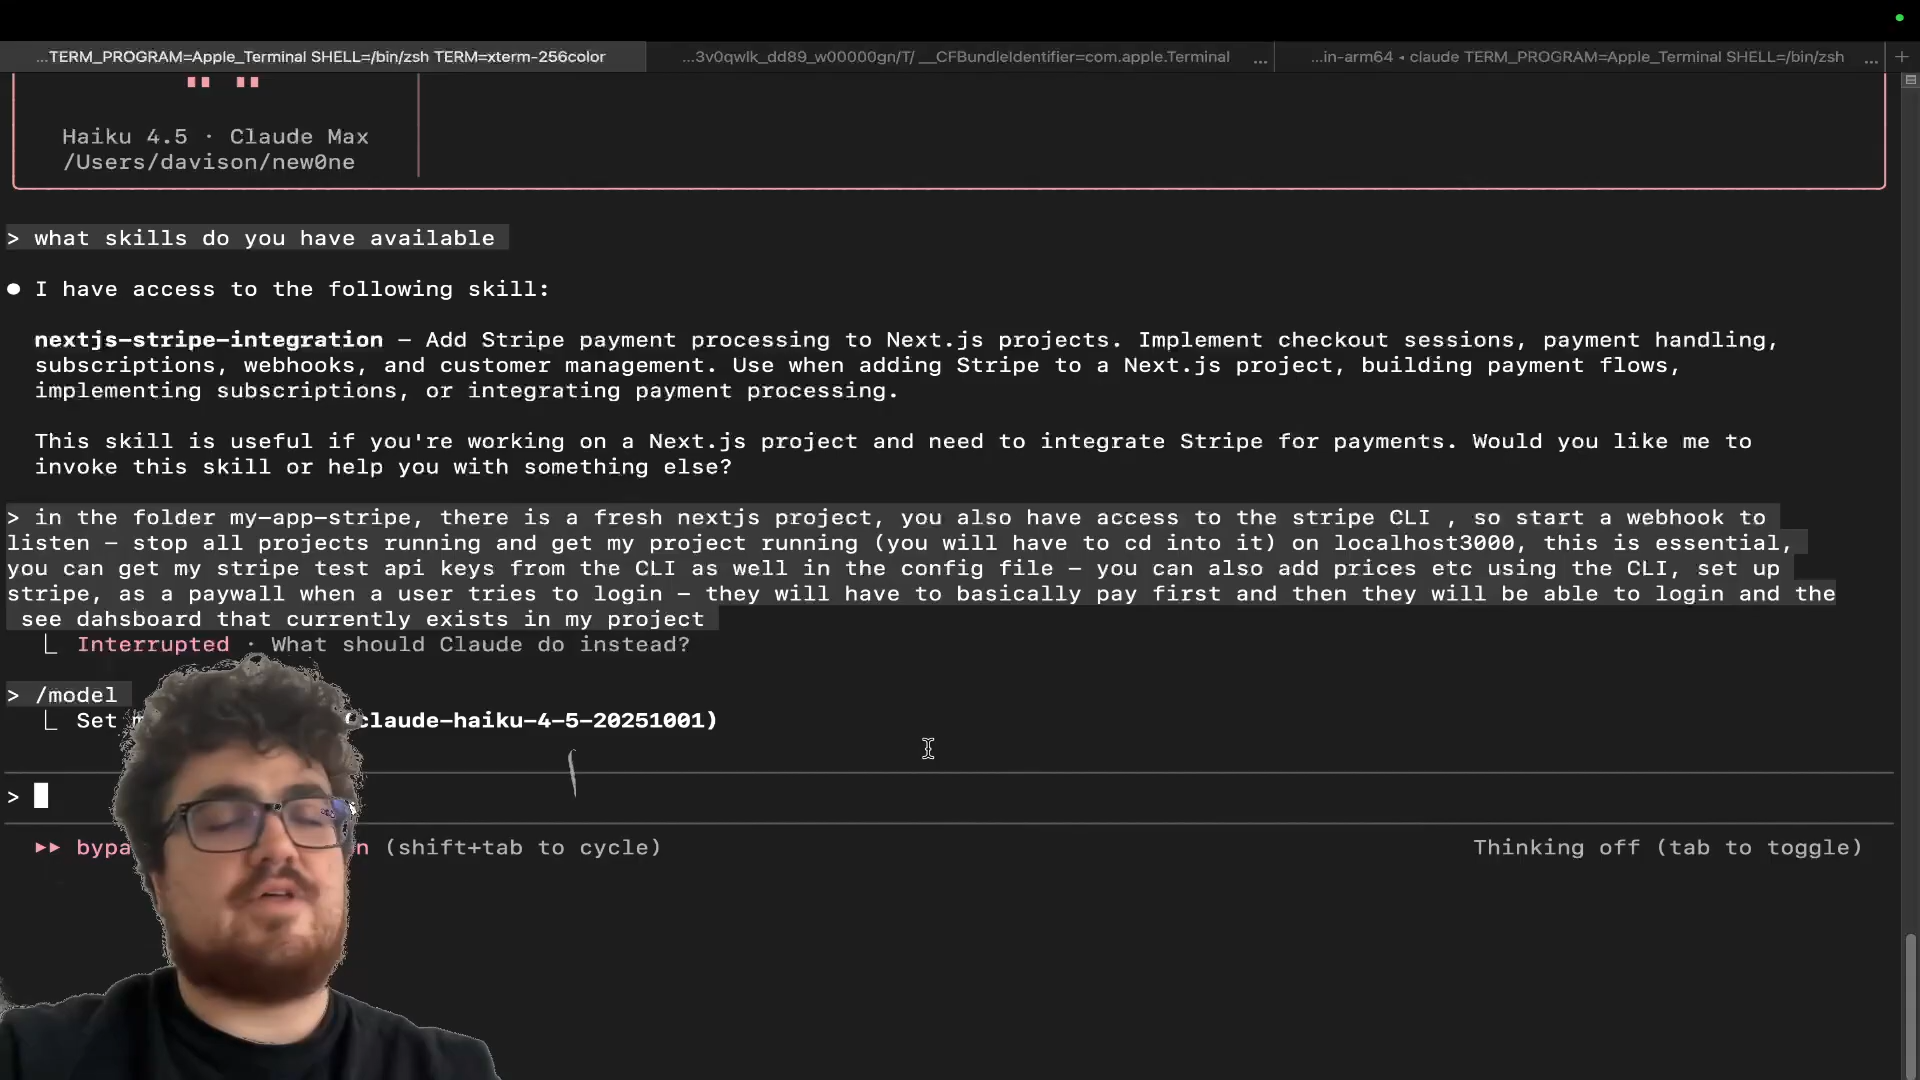 ...TERM_PROGRAM=Apple_Terminal SHELL=/bin/zsh TERM=xterm-256color
...3v0qwlk_dd89_w00000gn/T/ __CFBundleIdentifier=com.apple.Terminal ...
...in-arm64 ◂ claude TERM_PROGRAM=Apple_Terminal SHELL=/bin/zsh ... +
Haiku 4.5 · Claude Max
/Users/davison/new0ne
> what skills do you have available
● I have access to the following skill:
nextjs-stripe-integration – Add Stripe payment processing to Next.js projects. Implement checkout sessions, payment handling,
subscriptions, webhooks, and customer management. Use when adding Stripe to a Next.js project, building payment flows,
implementing subscriptions, or integrating payment processing.
This skill is useful if you're working on a Next.js project and need to integrate Stripe for payments. Would you like me to
invoke this skill or help you with something else?
> in the folder my-app-stripe, there is a fresh nextjs project, you also have access to the stripe CLI , so start a webhook to
listen – stop all projects running and get my project running (you will have to cd into it) on localhost3000, this is essential,
you can get my stripe test api keys from the CLI as well in the config file – you can also add prices etc using the CLI, set up
stripe, as a paywall when a user tries to login – they will have to basically pay first and then they will be able to login and the
see dahsboard that currently exists in my project
⎿ Interrupted · What should Claude do instead?
> /model
⎿ Set (claude-haiku-4-5-20251001)
>
▸▸ (shift+tab to cycle)
Thinking off (tab to toggle)